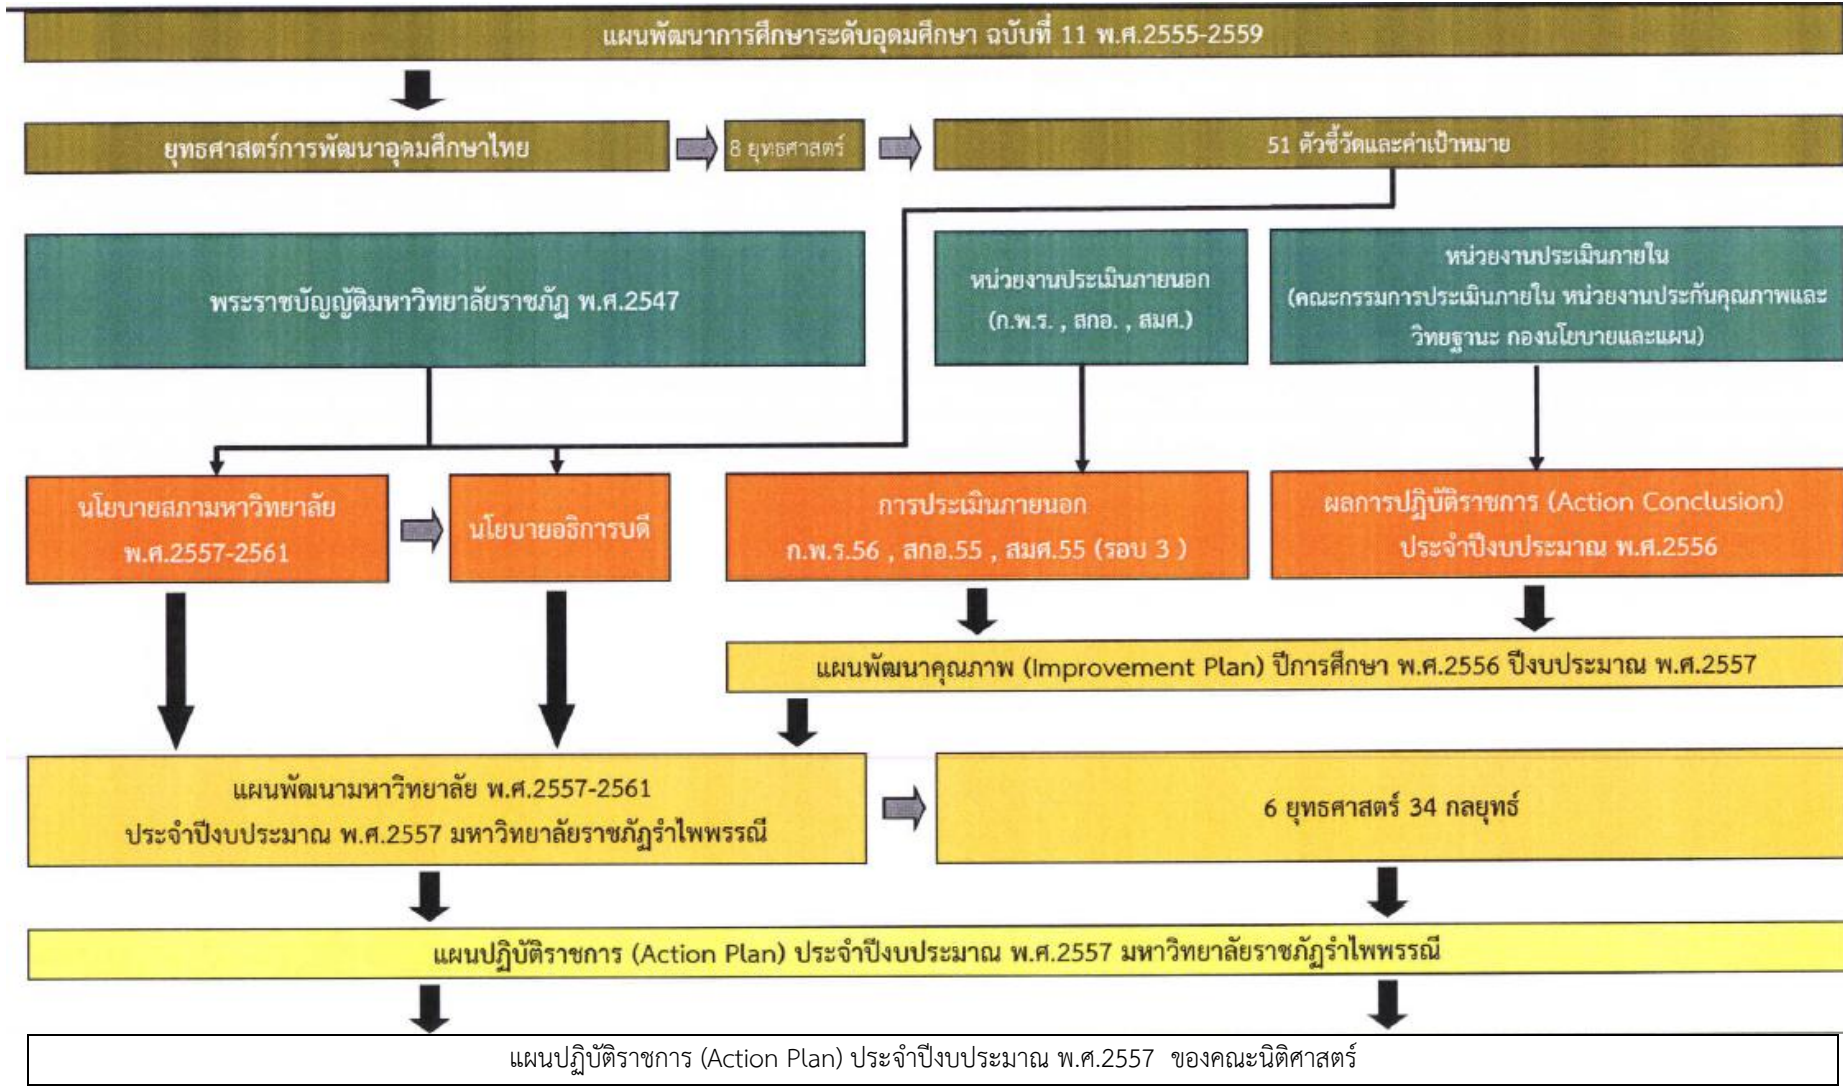 แผนพัฒนาการศึกษาระดับอุดมศึกษา ฉบับที่ 11 พ.ศ.2555-2559
ยุทธศาสตร์การพัฒนาอุดมศึกษาไทย
8 ยุทธศาสตร์
51 ตัวชี้วัดและค่าเป้าหมาย
พระราชบัญญัติมหาวิทยาลัยราชภัฏ พ.ศ.2547
หน่วยงานประเมินภายนอก
(ก.พ.ร. , สกอ. , สมศ.)
หน่วยงานประเมินภายใน
(คณะกรรมการประเมินภายใน หน่วยงานประกันคุณภาพและ
วิทยฐานะ กองนโยบายและแผน)
นโยบายสภามหาวิทยาลัย
พ.ศ.2557-2561
นโยบายอธิการบดี
การประเมินภายนอก
ก.พ.ร.56 , สกอ.55 , สมศ.55 (รอบ 3 )
ผลการปฏิบัติราชการ (Action Conclusion)
ประจำปีงบประมาณ พ.ศ.2556
แผนพัฒนาคุณภาพ (Improvement Plan) ปีการศึกษา พ.ศ.2556 ปีงบประมาณ พ.ศ.2557
แผนพัฒนามหาวิทยาลัย พ.ศ.2557-2561
ประจำปีงบประมาณ พ.ศ.2557 มหาวิทยาลัยราชภัฏรำไพพรรณี
6 ยุทธศาสตร์ 34 กลยุทธ์
แผนปฏิบัติราชการ (Action Plan) ประจำปีงบประมาณ พ.ศ.2557 มหาวิทยาลัยราชภัฏรำไพพรรณี
แผนปฏิบัติราชการ (Action Plan) ประจำปีงบประมาณ พ.ศ.2557 ของคณะนิติศาสตร์